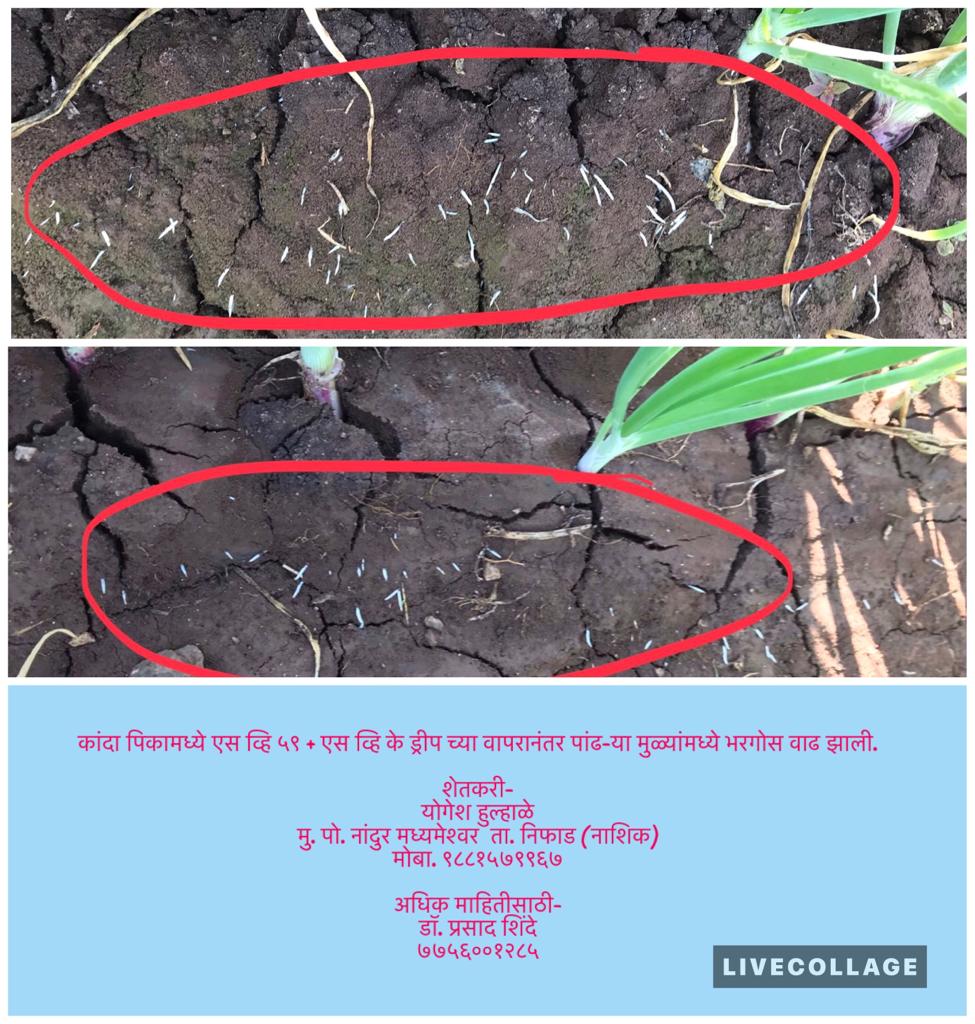 कांदा पिकामध्ये एस व्हि ५९ + एस व्हि के ड्रीप च्या वापरानंतर पांढ-या मुळ्यांमध्ये भरगोस वाढ झाली.
शेतकरी-
योगेश हुल्हाळे
मु. पो. नांदुर मध्यमेश्वर ता. निफाड (नाशिक)
मोबा. ९८८१५७९९६७
अधिक माहितीसाठी-
डॉ. प्रसाद शिंदे
७७५६००१२८५
LIVECOLLAGE